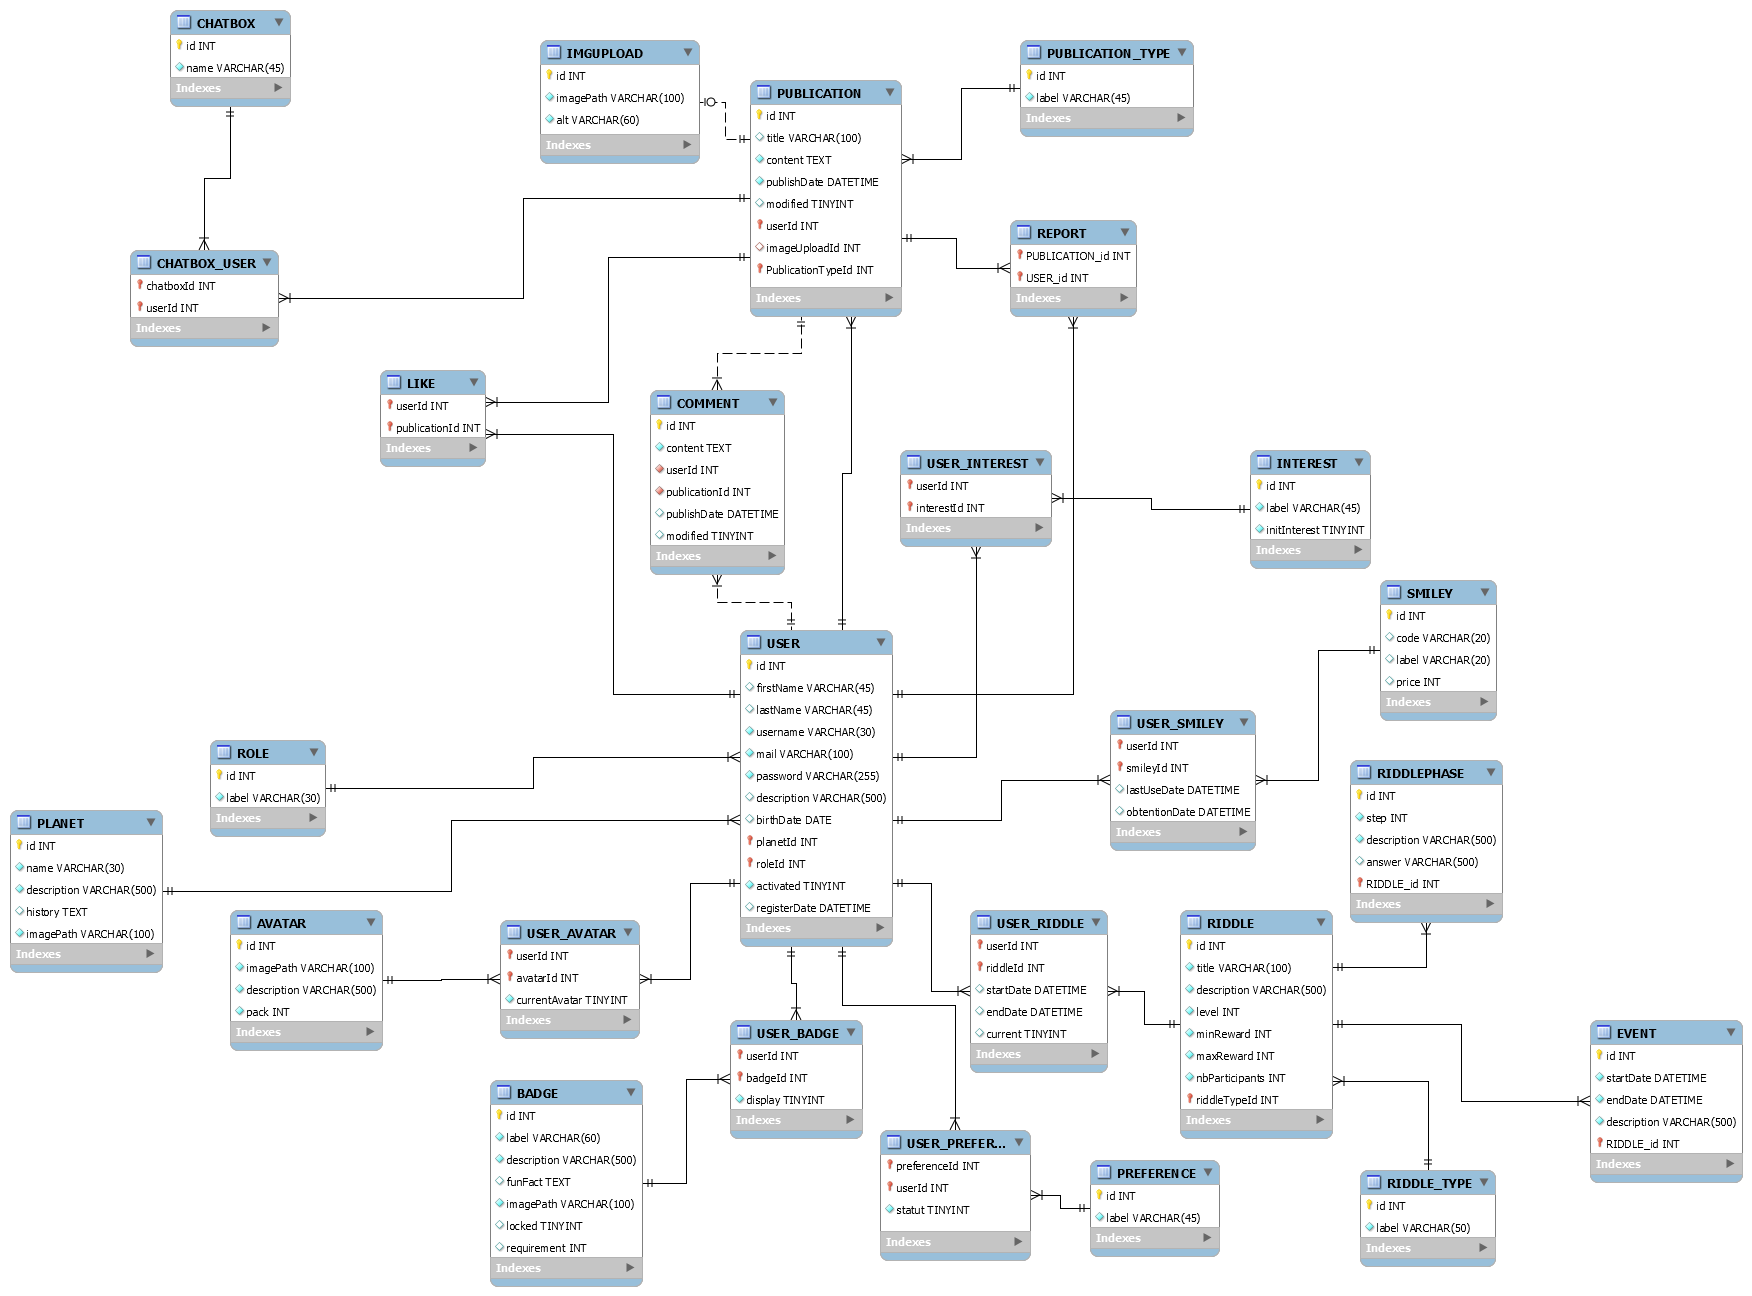 CHATBOX
id INT
name VARCHAR(45)
Indexes
IMGUPLOAD
id INT
imagePath VARCHAR(100)
alt VARCHAR(60)
Indexes
PUBLICATION
id INT
title VARCHAR(100)
content TEXT
publishDate DATETIME
modified TINYINT
userId INT
imageUploadId INT
PublicationTypeId INT
Indexes
PUBLICATION_TYPE
id INT
label VARCHAR(45)
Indexes
REPORT
PUBLICATION_id INT
USER_id INT
Indexes
CHATBOX_USER
chatboxId INT
userId INT
Indexes
LIKE
userId INT
publicationId INT
Indexes
COMMENT
id INT
content TEXT
userId INT
publicationId INT
publishDate DATETIME
modified TINYINT
Indexes
USER_INTEREST
userId INT
interestId INT
Indexes
INTEREST
id INT
label VARCHAR(45)
initInterest TINYINT
Indexes
SMILEY
id INT
code VARCHAR(20)
label VARCHAR(20)
price INT
Indexes
USER
id INT
firstName VARCHAR(45)
lastName VARCHAR(45)
username VARCHAR(30)
mail VARCHAR(100)
password VARCHAR(255)
description VARCHAR(500)
birthDate DATE
planetId INT
roleId INT
activated TINYINT
registerDate DATETIME
Indexes
USER_SMILEY
userId INT
smileyId INT
lastUseDate DATETIME
obtentionDate DATETIME
Indexes
ROLE
id INT
label VARCHAR(30)
Indexes
RIDDLEPHASE
id INT
step INT
description VARCHAR(500)
answer VARCHAR(500)
RIDDLE_id INT
Indexes
PLANET
id INT
name VARCHAR(30)
description VARCHAR(500)
history TEXT
imagePath VARCHAR(100)
Indexes
AVATAR
id INT
imagePath VARCHAR(100)
description VARCHAR(500)
pack INT
Indexes
USER_AVATAR
userId INT
avatarId INT
currentAvatar TINYINT
Indexes
USER_RIDDLE
userId INT
riddleId INT
startDate DATETIME
endDate DATETIME
current TINYINT
Indexes
RIDDLE
id INT
title VARCHAR(100)
description VARCHAR(500)
level INT
minReward INT
maxReward INT
nbParticipants INT
riddleTypeId INT
Indexes
USER_BADGE
userId INT
badgeId INT
display TINYINT
Indexes
EVENT
id INT
startDate DATETIME
endDate DATETIME
description VARCHAR(500)
RIDDLE_id INT
Indexes
BADGE
id INT
label VARCHAR(60)
description VARCHAR(500)
funFact TEXT
imagePath VARCHAR(100)
locked TINYINT
requirement INT
Indexes
USER_PREFER...
preferenceId INT
userId INT
statut TINYINT
Indexes
PREFERENCE
id INT
label VARCHAR(45)
Indexes
RIDDLE_TYPE
id INT
label VARCHAR(50)
Indexes